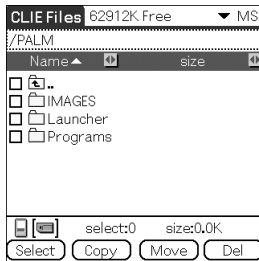 CLIE Files 62912K Free MS
/PALM
Name size
..
IMAGES
Launcher
Programs
select:0 size:0.0K
Select Copy Move Del